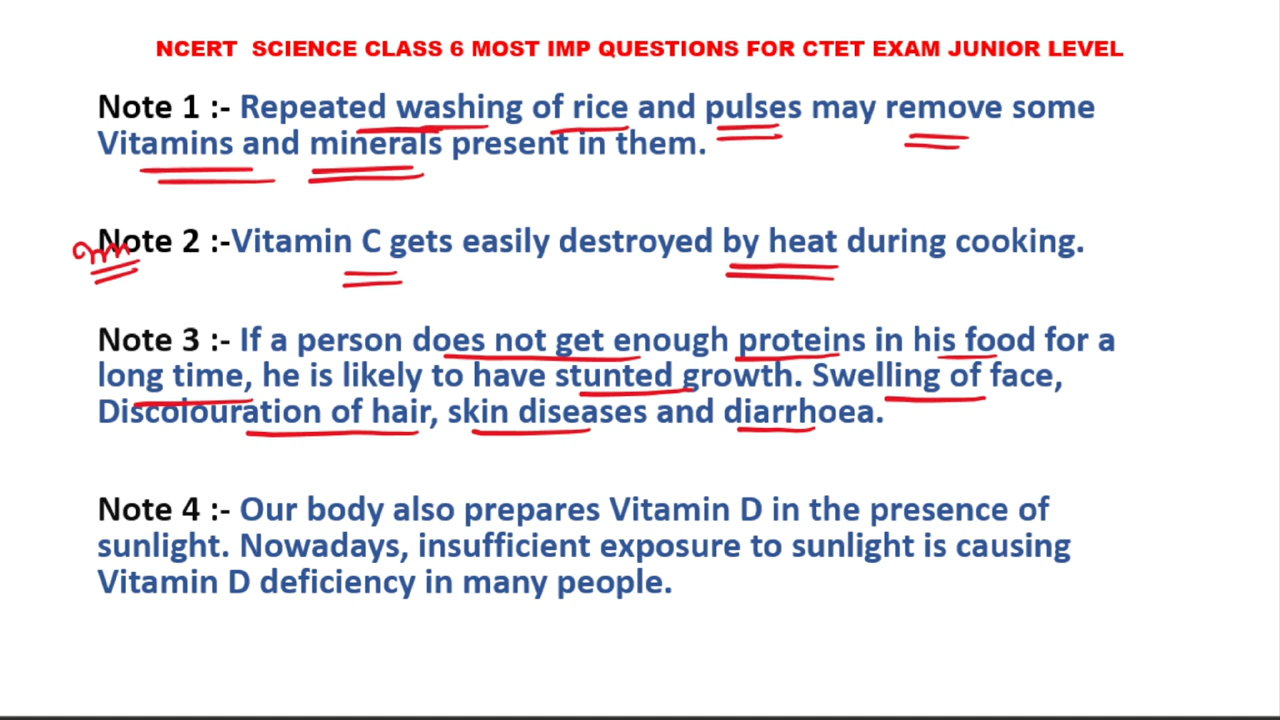 NCERT SCIENCE CLASS 6 MOST IMP QUESTIONS FOR CTET EXAM JUNIOR LEVEL
Note 1 :- Repeated washing of rice and pulses may remove some
Vitamins and minerals present in them.
Note 2 :-Vitamin C gets easily destroyed by heat during cooking.
Note 3 :- If a person does not get enough proteins in his food for a
long time, he is likely to have stunted growth. Swelling of face,
Discolouration of hair, skin diseases and diarrhoea.
Note 4 :- Our body also prepares Vitamin D in the presence of
sunlight. Nowadays, insufficient exposure to sunlight is causing
Vitamin D deficiency in many people.